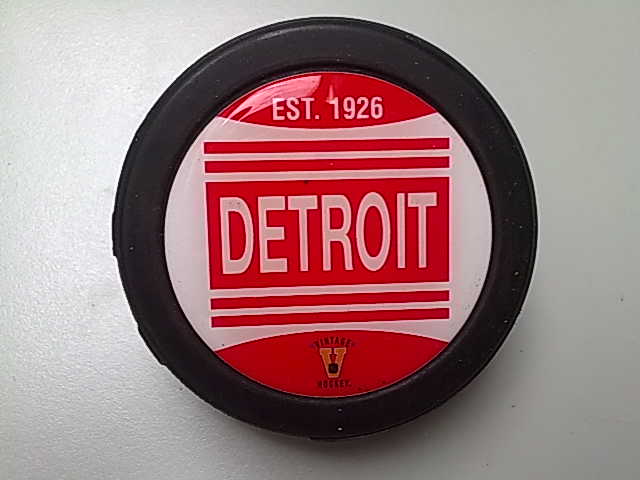 EST. 1926
DETROIT
VINTAGE
V
HOCKEY